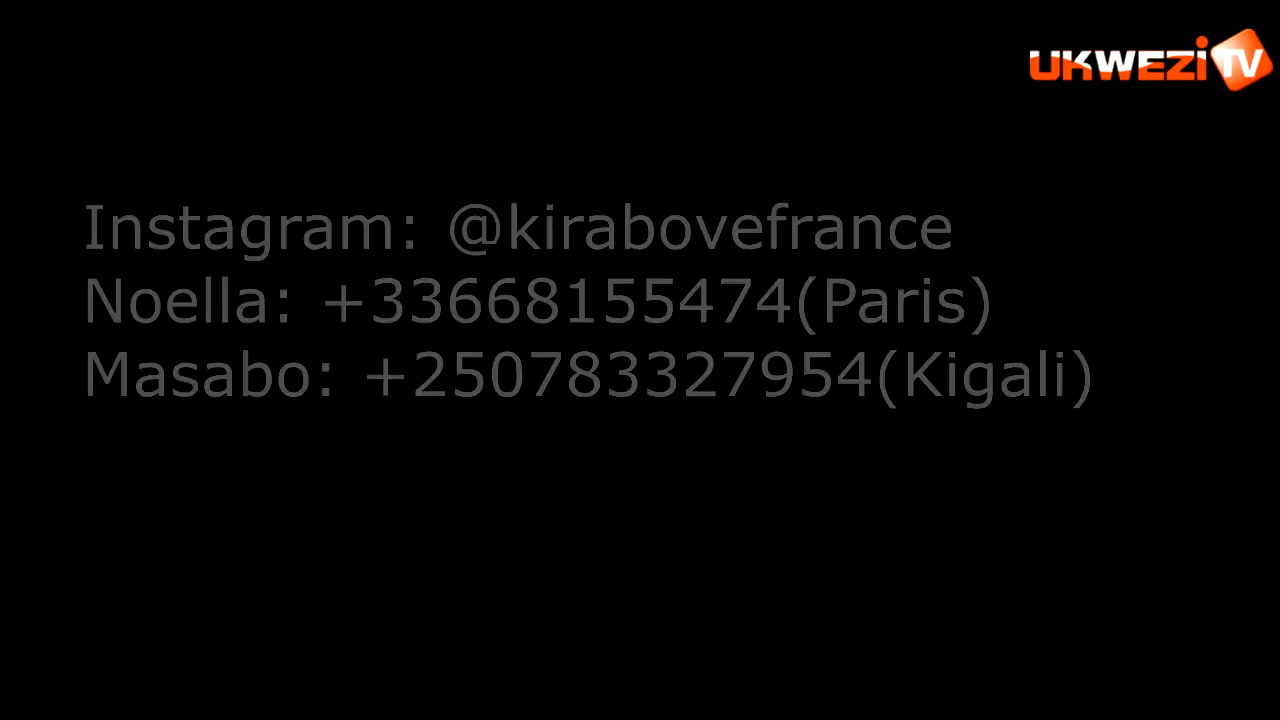 UKWEZI TV
Instagram: @kirabovefrance
Noella: +33668155474(Paris)
Masabo: +250783327954(Kigali)